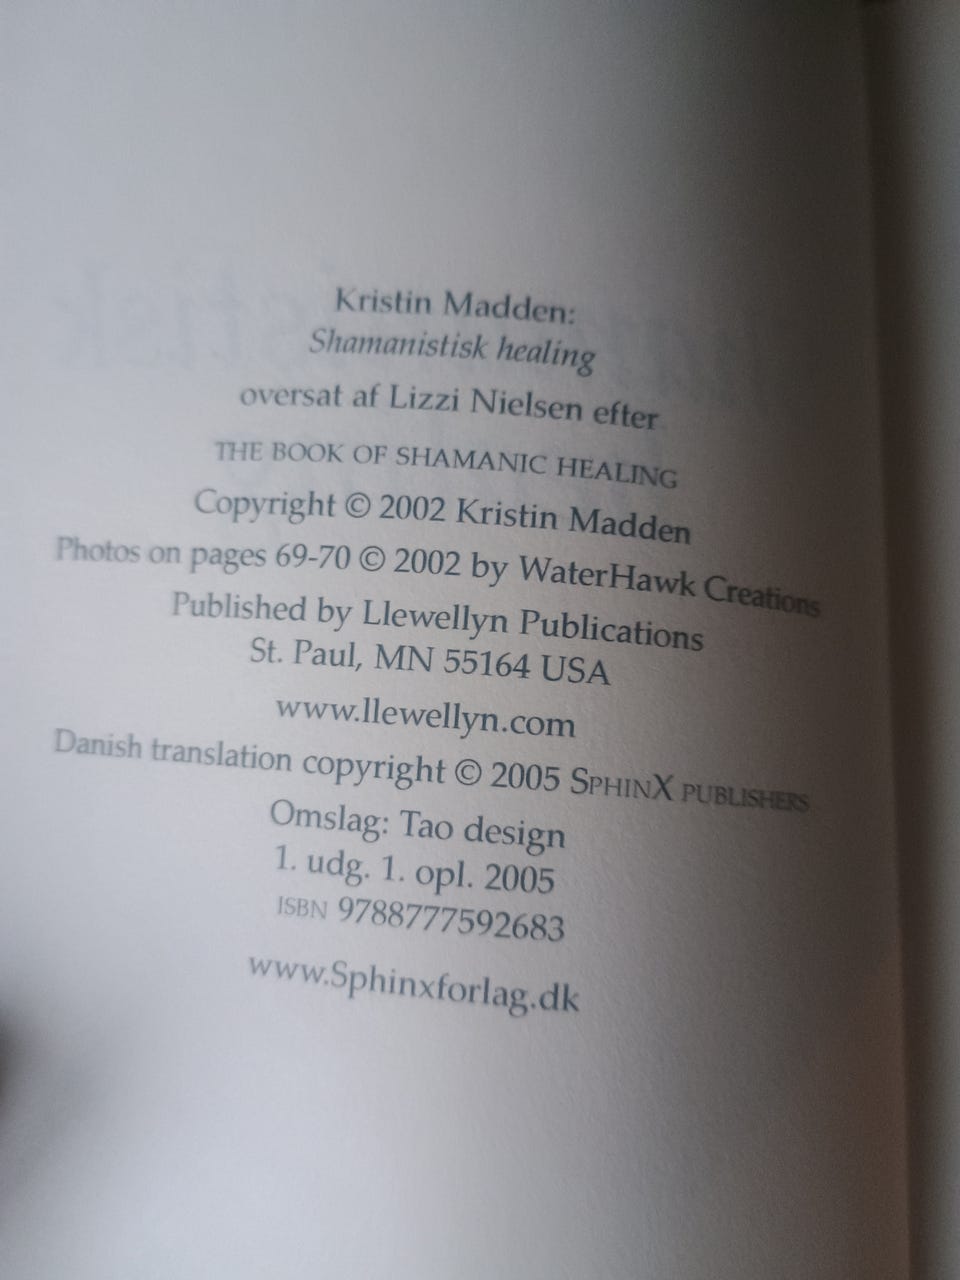 Kristin Madden:
Shamanistisk healing
oversat af Lizzi Nielsen efter
THE BOOK OF SHAMANIC HEALING
Copyright © 2002 Kristin Madden
Photos on pages 69-70 © 2002 by WaterHawk Creations
Published by Llewellyn Publications
St. Paul, MN 55164 USA
www.llewellyn.com
Danish translation copyright © 2005 SPHINX PUBLISHERS
Omslag: Tao design
1. udg. 1. opl. 2005
ISBN 9788777592683
www.Sphinxforlag.dk